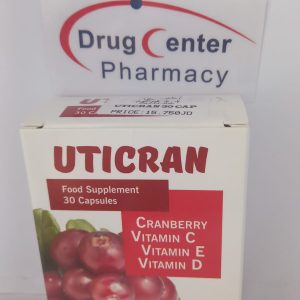 Drug Center
Pharmacy
UTICRAN 30 CAP
PRICE:15.750JD
UTICRAN
Food Supplement
30 Capsules
CRANBERRY
VITAMIN C
VITAMIN E
VITAMIN D